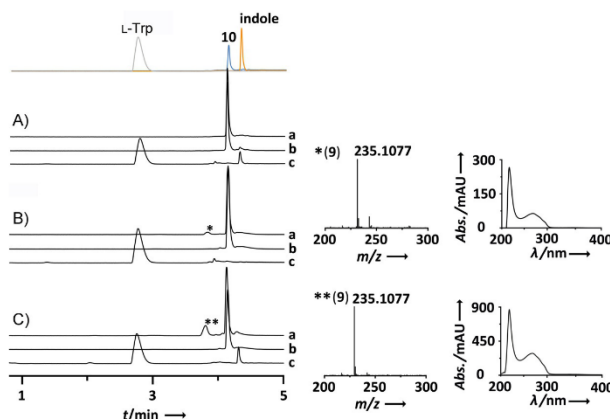 L-Trp
10
indole
A)
a
b
c
B)
*
a
b
c
C)
**
a
b
c
1
3
5
t/min →
*(9)
235.1077
200
250
300
m/z →
Abs./mAU →
300
150
0
200
300
400
λ/nm →
**(9)
235.1077
200
250
300
m/z →
Abs./mAU →
900
450
0
200
300
400
λ/nm →